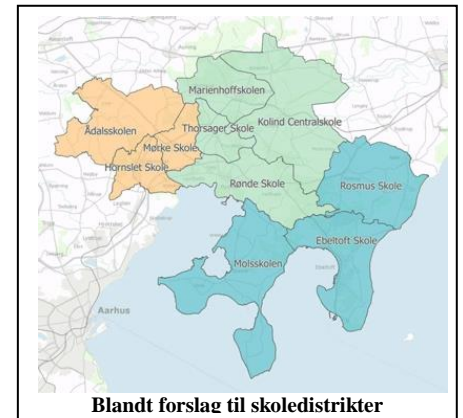 Marienhoffskolen
Kolind Centralskole
Ådalsskolen
Thorsager Skole
Mørke Skole
Hornslet Skole
Rønde Skole
Rosmus Skole
Ebeltoft Skole
Molsskolen
Aarhus
Blandt forslag til skoledistrikter